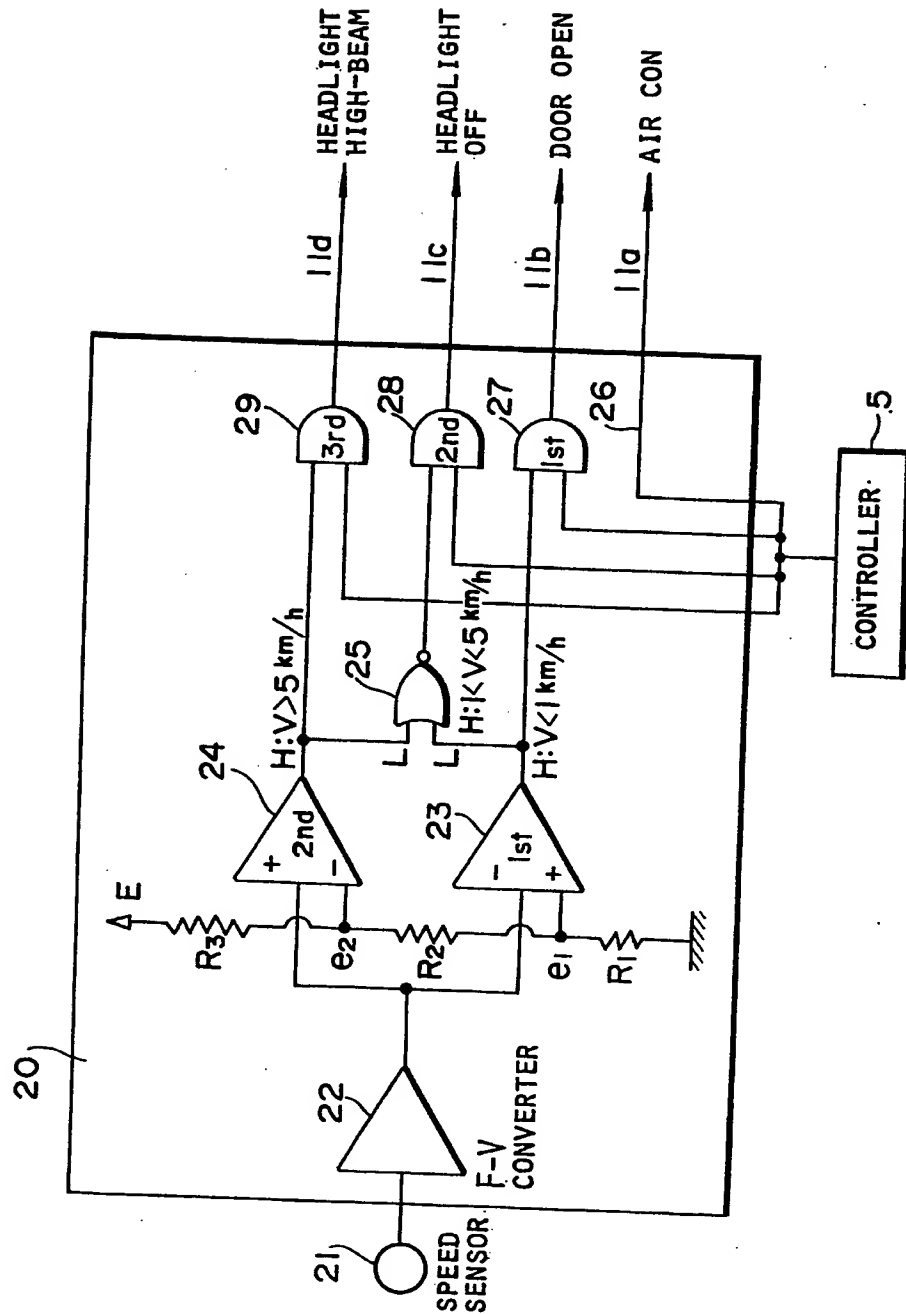 20
21
SPEED
SENSOR
22
F-V
CONVERTER
E
R3
e2
R2
e1
R1
24
+
2nd
-
23
-
1st
+
H:V>5 km/h
L
L
25
H:1<V<5 km/h
H:V<1 km/h
29
3rd
28
2nd
27
1st
26
11d
HEADLIGHT
HIGH-BEAM
11c
HEADLIGHT
OFF
11b
DOOR OPEN
11a
AIR CON
5
CONTROLLER